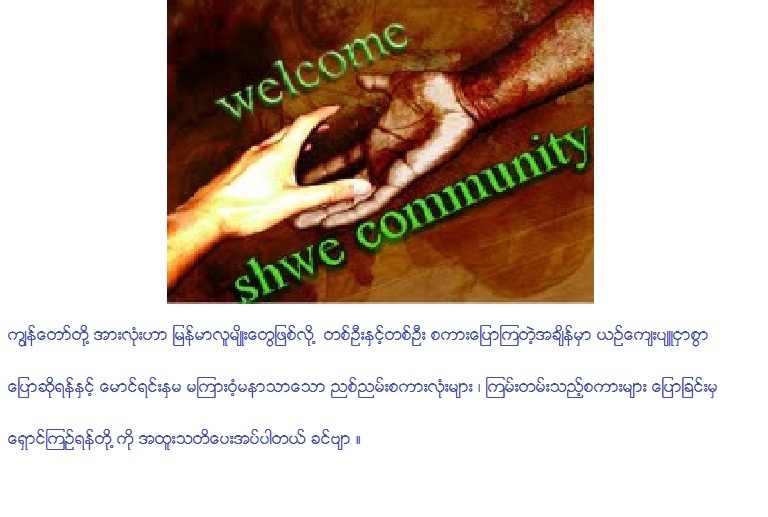 welcome
shwe community
ကျွန်တော်တို့ အားလုံးဟာ မြန်မာလူမျိုးတွေဖြစ်လို့ တစ်ဦးနှင့်တစ်ဦး စကားပြောကြတဲ့အချိန်မှာ ယဉ်ကျေးပျူငှာစွာ
ပြောဆိုရန်နှင့် မောင်ရင်းနှမ မကြားဝံ့မနာသာသော ညစ်ညမ်းစကားလုံးများ ၊ ကြမ်းတမ်းသည့်စကားများ ပြောခြင်းမှ
ရှောင်ကြဉ်ရန်တို့ ကို အထူးသတိပေးအပ်ပါတယ် ခင်ဗျာ ။